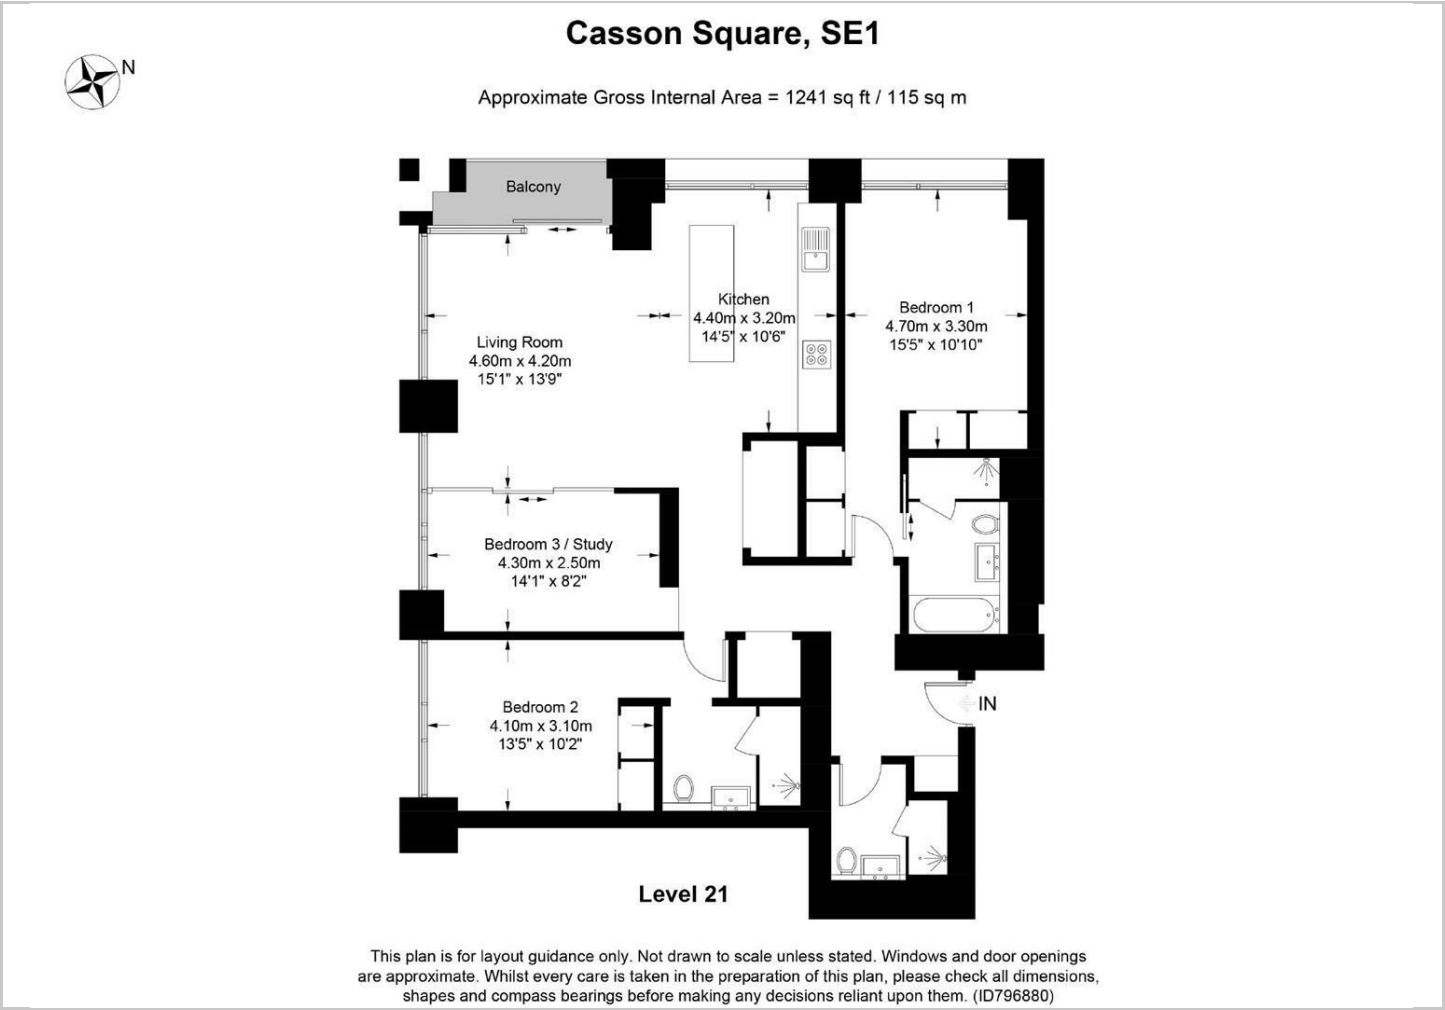 Casson Square, SE1
N
Approximate Gross Internal Area = 1241 sq ft / 115 sq m
Balcony
Kitchen
4.40m x 3.20m
14'5" x 10'6"
Bedroom 1
4.70m x 3.30m
15'5" x 10'10"
Living Room
4.60m x 4.20m
15'1" x 13'9"
Bedroom 3 / Study
4.30m x 2.50m
14'1" x 8'2"
Bedroom 2
4.10m x 3.10m
13'5" x 10'2"
IN
Level 21
This plan is for layout guidance only. Not drawn to scale unless stated. Windows and door openings
are approximate. Whilst every care is taken in the preparation of this plan, please check all dimensions,
shapes and compass bearings before making any decisions reliant upon them. (ID796880)